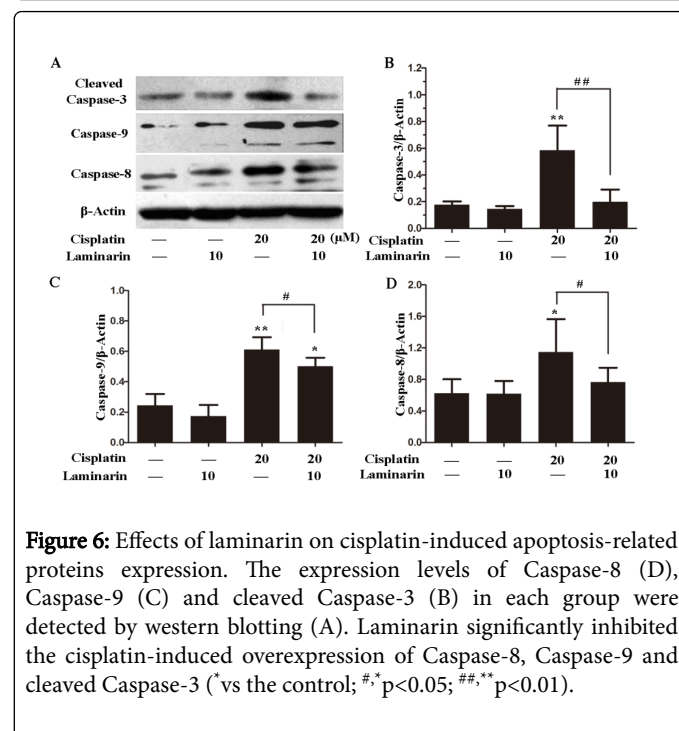 A
Cleaved
Caspase-3
Caspase-9
Caspase-8
β-Actin
Cisplatin — — 20 20 (µM)
Laminarin — 10 — 10
B
Caspase-3/β-Actin
1.2
1.0
0.8
0.6
0.4
0.2
0.0
**
##
Cisplatin — — 20 20
Laminarin — 10 — 10
C
Caspase-9/β-Actin
1.0
0.8
0.6
0.4
0.2
0.0
**
#
*
Cisplatin — — 20 20
Laminarin — 10 — 10
D
Caspase-8/β-Actin
2.0
1.6
1.2
0.8
0.4
0.0
*
#
Cisplatin — — 20 20
Laminarin — 10 — 10
Figure 6: Effects of laminarin on cisplatin-induced apoptosis-related
proteins expression. The expression levels of Caspase-8 (D),
Caspase-9 (C) and cleaved Caspase-3 (B) in each group were
detected by western blotting (A). Laminarin significantly inhibited
the cisplatin-induced overexpression of Caspase-8, Caspase-9 and
cleaved Caspase-3 (*vs the control; #,*p<0.05; ##,**p<0.01).